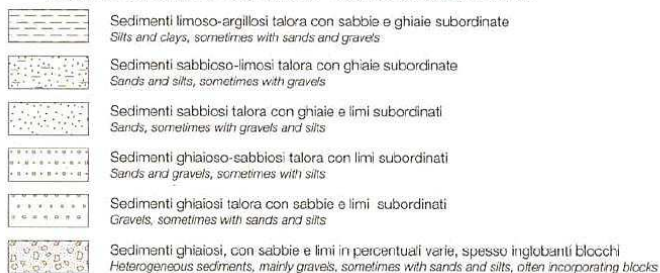 Sedimenti limoso-argillosi talora con sabbie e ghiaie subordinate
Silts and clays, sometimes with sands and gravels
Sedimenti sabbioso-limosi talora con ghaie subordinate
Sands and silts, sometimes with gravels
Sedimenti sabbiosi talora con ghaies e limi subordinati
Sands, sometimes with gravels and silts
Sedimenti ghiaioso-sabbiosi talora con limi subordinati
Sands and gravels, sometimes with silts
Sedimenti ghiaiosi talora con sabbie e limi subordinati
Gravels, sometimes with sands and silts
Sedimenti ghiaiosi, con sabbie e limi in percentuali varie, spesso inglobanti blocchi
Heterogeneous sediments, mainly gravels, sometimes with sands and silts, often incorporating blocks